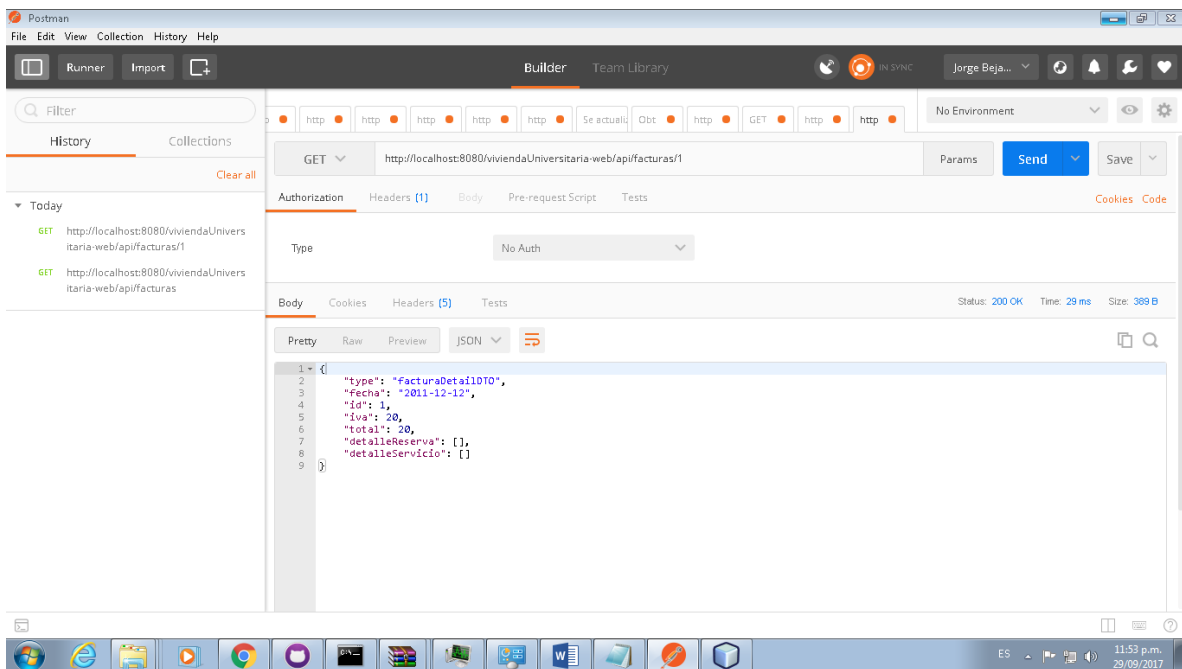 Postman
File Edit View Collection History Help
Runner Import Builder Team Library IN SYNC Jorge Beja...
Filter
History Collections
Clear all
Today
GET http://localhost:8080/viviendaUnivers
itaria-web/api/facturas/1
GET http://localhost:8080/viviendaUnivers
itaria-web/api/facturas
http http http http http Se actuali Obt http GET http http
No Environment
GET http://localhost:8080/viviendaUniversitaria-web/api/facturas/1 Params Send Save
Authorization Headers (1) Body Pre-request Script Tests Cookies Code
Type No Auth
Body Cookies Headers (5) Tests Status: 200 OK Time: 29 ms Size: 389 B
Pretty Raw Preview JSON
1 {
2 "type": "facturaDetailDTO",
3 "fecha": "2011-12-12",
4 "id": 1,
5 "iva": 20,
6 "total": 20,
7 "detalleReserva": [],
8 "detalleServicio": []
9 }
ES 11:53 p.m.
29/09/2017